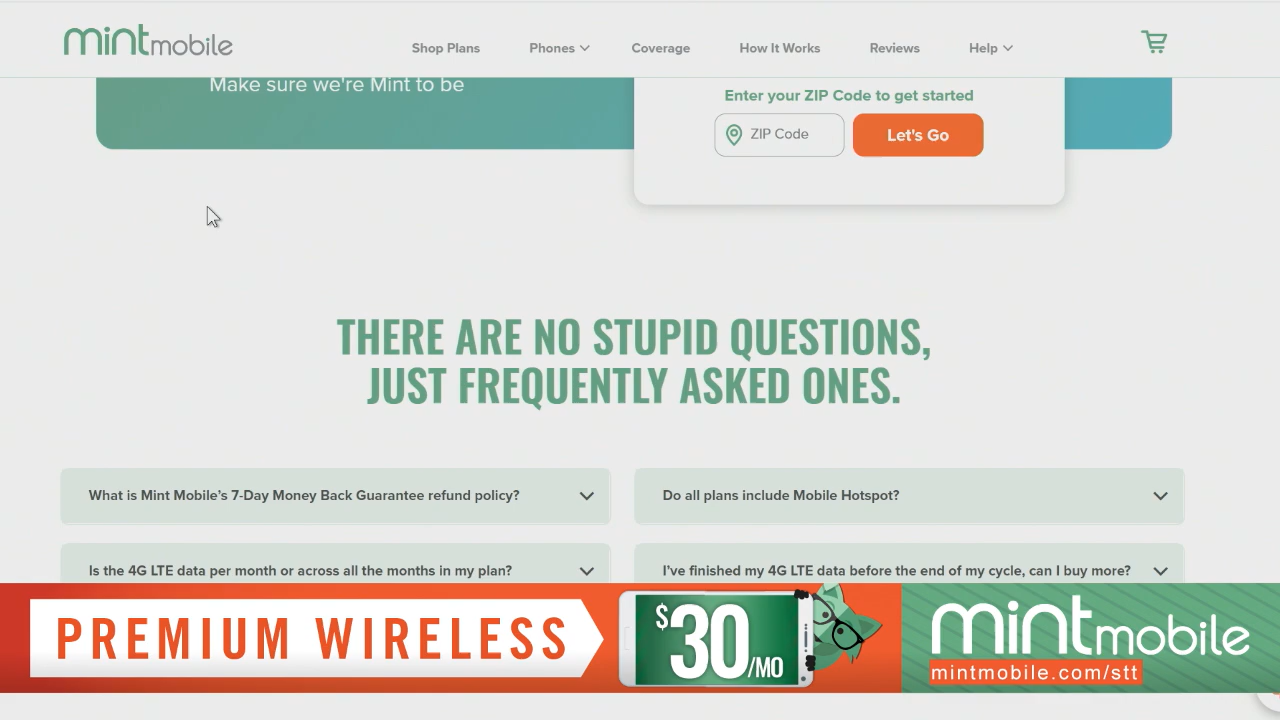 mintmobile
Shop Plans
Phones
Coverage
How It Works
Reviews
Help
Make sure we're Mint to be
Enter your ZIP Code to get started
ZIP Code
Let's Go
THERE ARE NO STUPID QUESTIONS,
JUST FREQUENTLY ASKED ONES.
What is Mint Mobile’s 7-Day Money Back Guarantee refund policy?
Do all plans include Mobile Hotspot?
Is the 4G LTE data per month or across all the months in my plan?
I’ve finished my 4G LTE data before the end of my cycle, can I buy more?
PREMIUM WIRELESS
$30/MO
mintmobile
mintmobile.com/stt